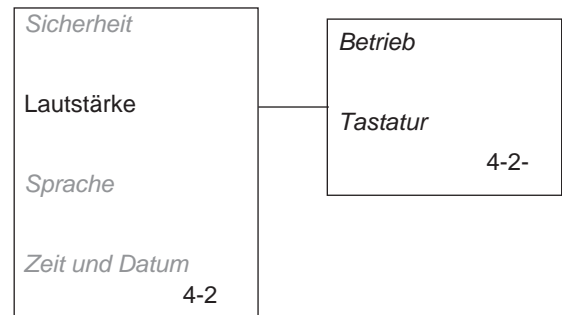 Sicherheit
Lautstärke
Sprache
Zeit und Datum
4-2
Betrieb
Tastatur
4-2-